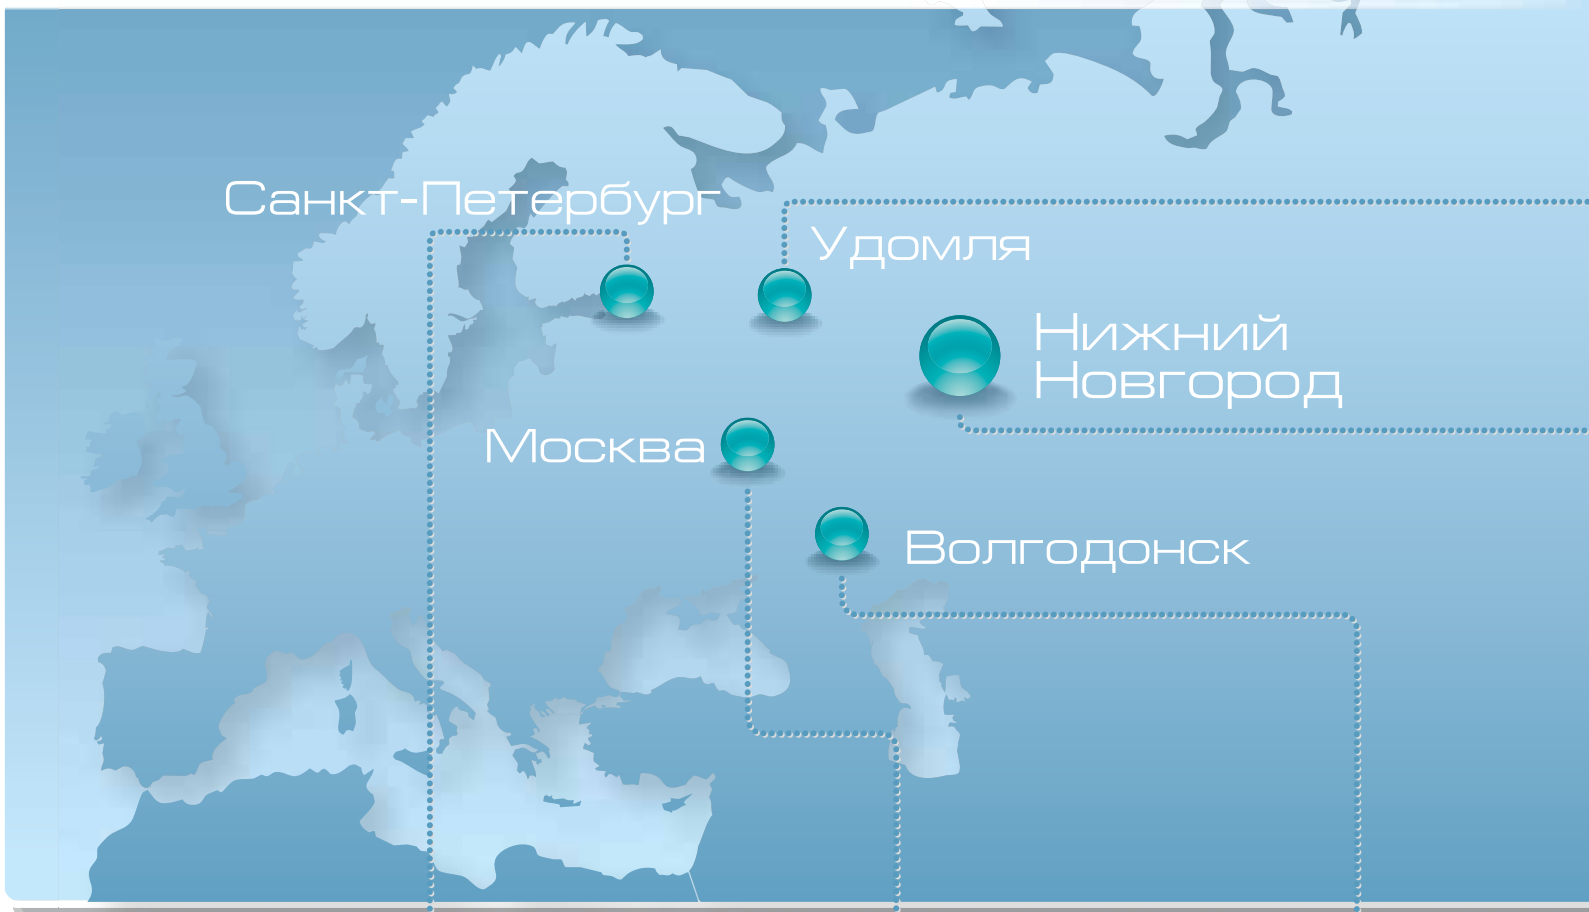 Санкт-Петербург
Удомля
Нижний
Новгород
Москва
Волгодонск